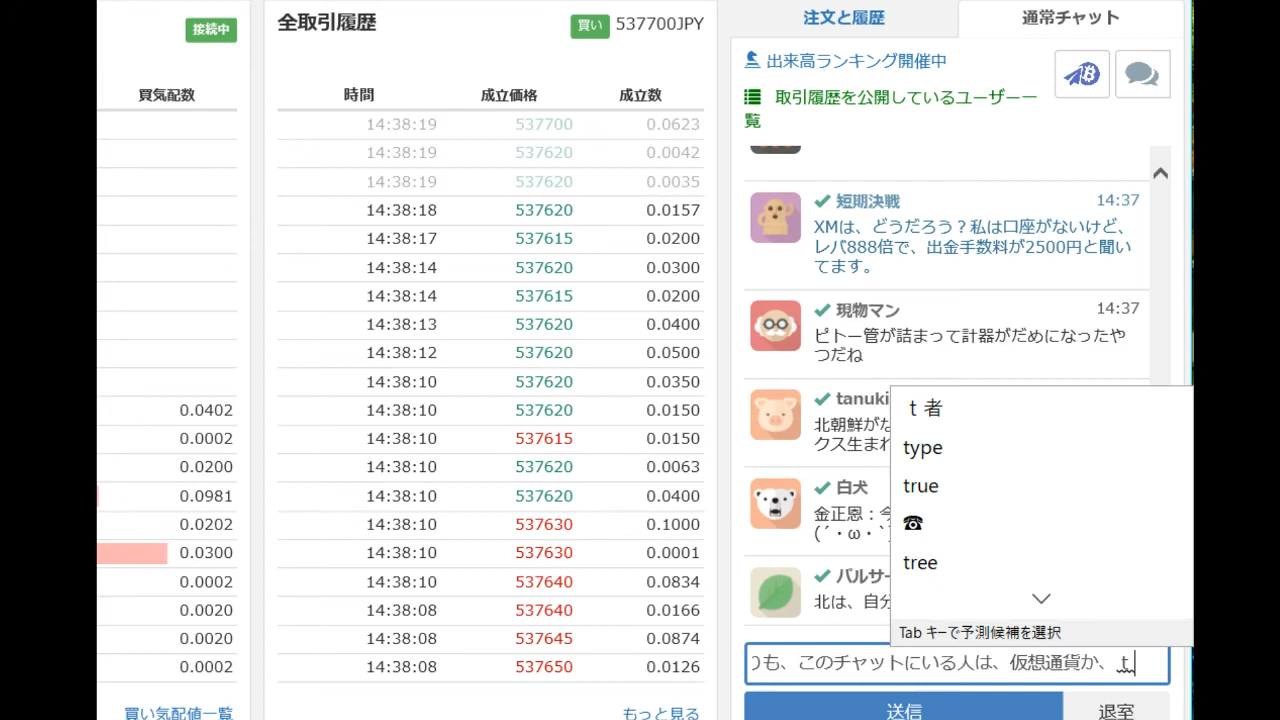 接続中
買気配数
0.0402
0.0002
0.0200
0.0981
0.0202
0.0300
0.0002
0.0020
0.0020
0.0002
買い気配値一覧
全取引履歴
買い 537700JPY
時間 成立価格 成立数
14:38:19 537700 0.0623
14:38:19 537620 0.0042
14:38:19 537620 0.0035
14:38:18 537620 0.0157
14:38:17 537615 0.0200
14:38:14 537620 0.0300
14:38:14 537615 0.0200
14:38:13 537620 0.0400
14:38:12 537620 0.0500
14:38:10 537620 0.0350
14:38:10 537620 0.0150
14:38:10 537615 0.0150
14:38:10 537620 0.0063
14:38:10 537620 0.0400
14:38:10 537630 0.1000
14:38:10 537630 0.0001
14:38:10 537640 0.0834
14:38:08 537640 0.0166
14:38:08 537645 0.0874
14:38:08 537650 0.0126
もっと見る
注文と履歴 通常チャット
出来高ランキング開催中
取引履歴を公開しているユーザー一
覧
短期決戦 14:37
XMは、どうだろう？私は口座がないけど、
レバ888倍で、出金手数料が2500円と聞い
てます。
現物マン 14:37
ピトー管が詰まって計器がだめになったや
つだね
tanuki
北朝鮮が
クス生まれ
白犬
金正恩：今
(´・ω・`)
バルサー
北は、自分
ｔ者
type
true
☎
tree
Tab キーで予測候補を選択
も、このチャットにいる人は、仮想通貨か、ｔ
送信 退室